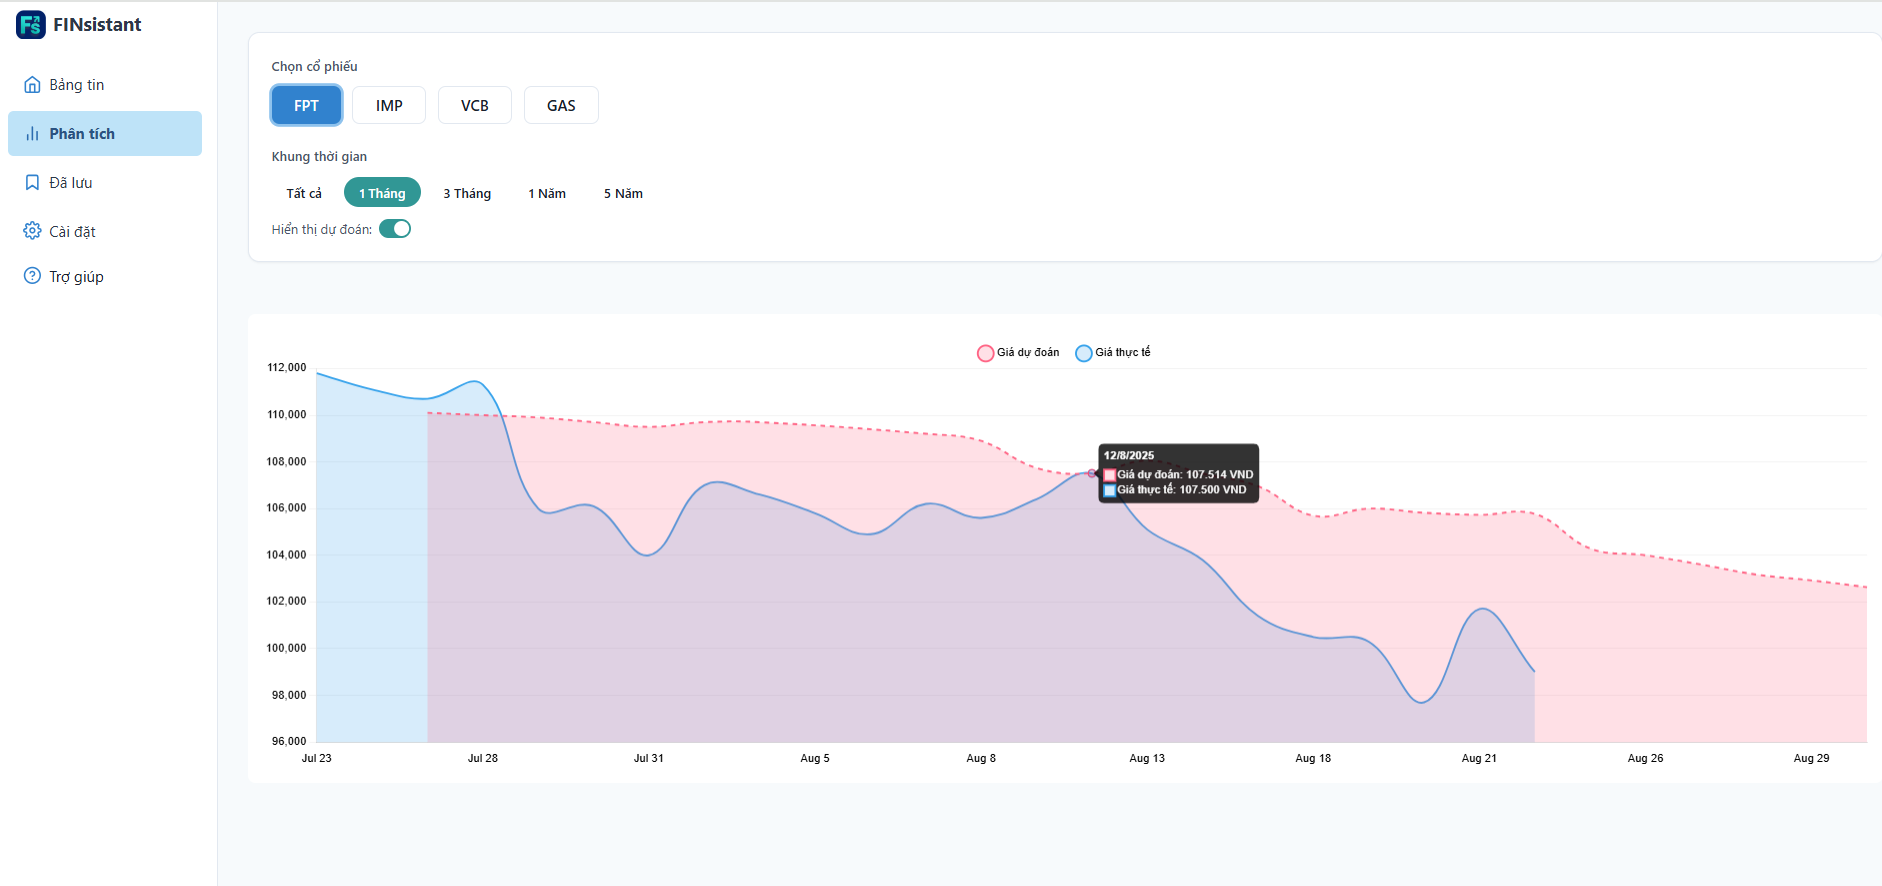 FINsistant
Bảng tin
Phân tích
Đã lưu
Cài đặt
Trợ giúp
Chọn cổ phiếu
FPT IMP VCB GAS
Khung thời gian
Tất cả 1 Tháng 3 Tháng 1 Năm 5 Năm
Hiển thị dự đoán:
Giá dự đoán Giá thực tế
112,000
110,000
108,000
106,000
104,000
102,000
100,000
98,000
96,000
12/8/2025
Giá dự đoán: 107.514 VND
Giá thực tế: 107.500 VND
Jul 23 Jul 28 Jul 31 Aug 5 Aug 8 Aug 13 Aug 18 Aug 21 Aug 26 Aug 29